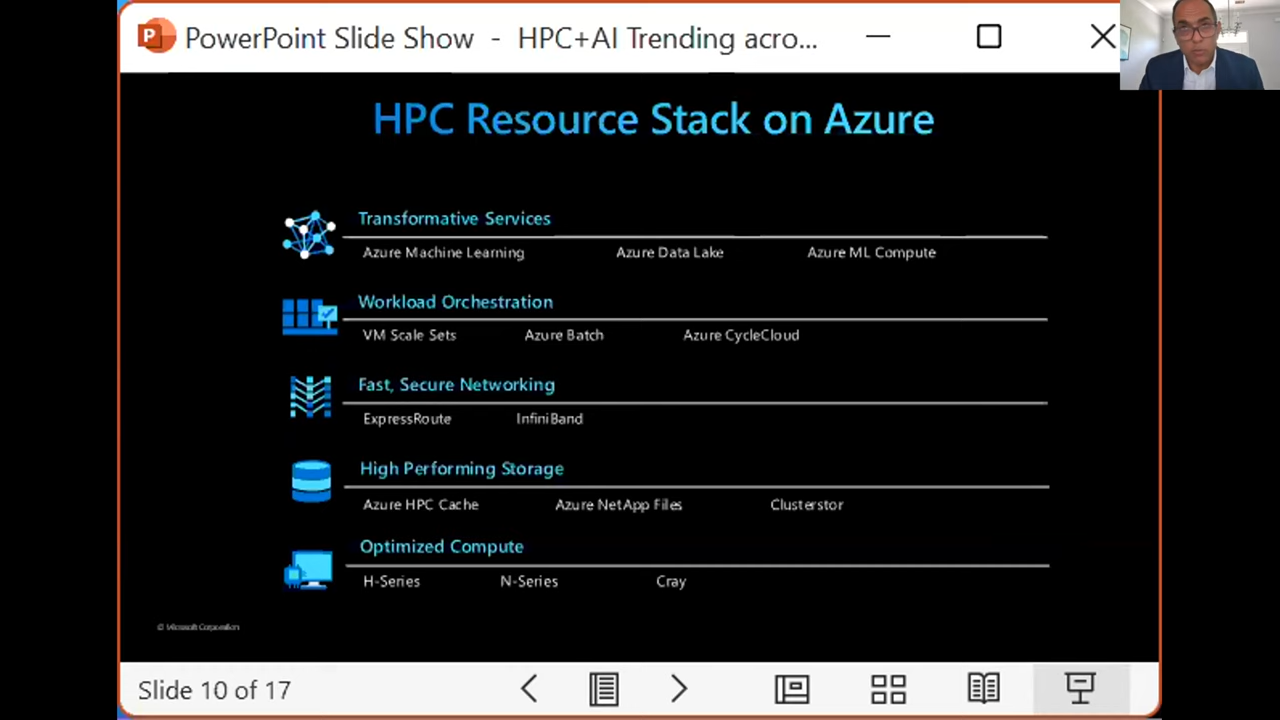 PowerPoint Slide Show - HPC+AI Trending acro...
HPC Resource Stack on Azure
Transformative Services
Azure Machine Learning Azure Data Lake Azure ML Compute
Workload Orchestration
VM Scale Sets Azure Batch Azure CycleCloud
Fast, Secure Networking
ExpressRoute InfiniBand
High Performing Storage
Azure HPC Cache Azure NetApp Files Clusterstor
Optimized Compute
H-Series N-Series Cray
© Microsoft Corporation
Slide 10 of 17